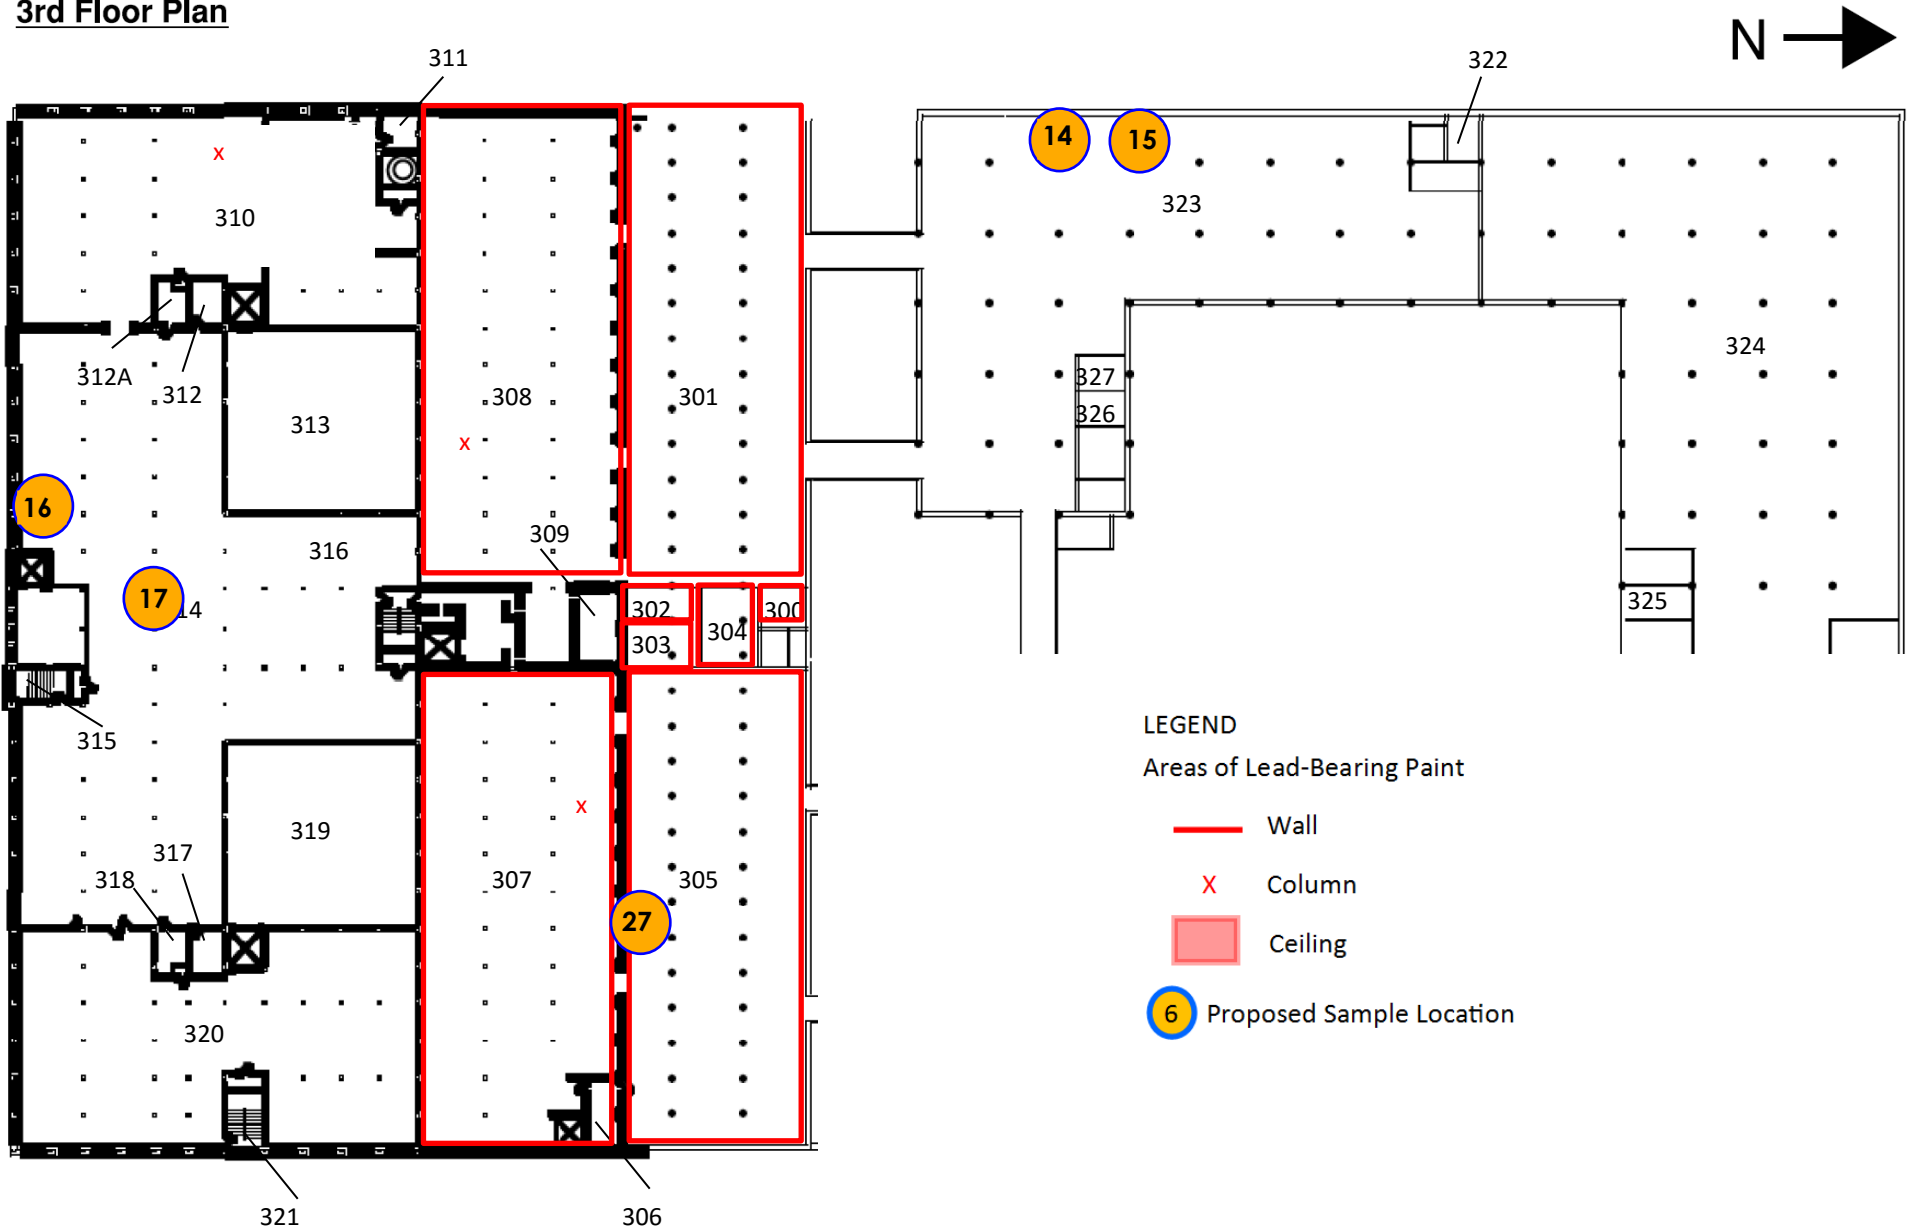 3rd Floor Plan
N
311
322
14
15
310
323
312A
312
313
308
301
324
327
326
16
309
316
17
14
302
303
304
300
325
315
LEGEND
Areas of Lead-Bearing Paint
Wall
X Column
Ceiling
6 Proposed Sample Location
319
317
318
307
305
27
320
321
306
x
x
x